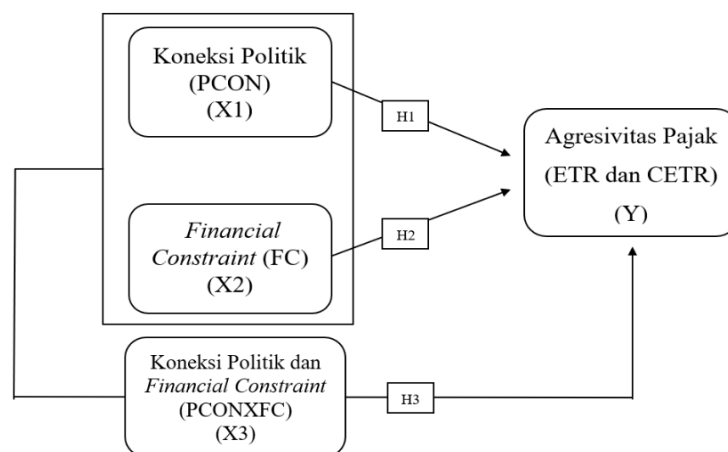 Koneksi Politik
(PCON)
(X1)
H1
Agresivitas Pajak
(ETR dan CETR)
(Y)
Financial
Constraint (FC)
(X2)
H2
Koneksi Politik dan
Financial Constraint
(PCONXFC)
(X3)
H3